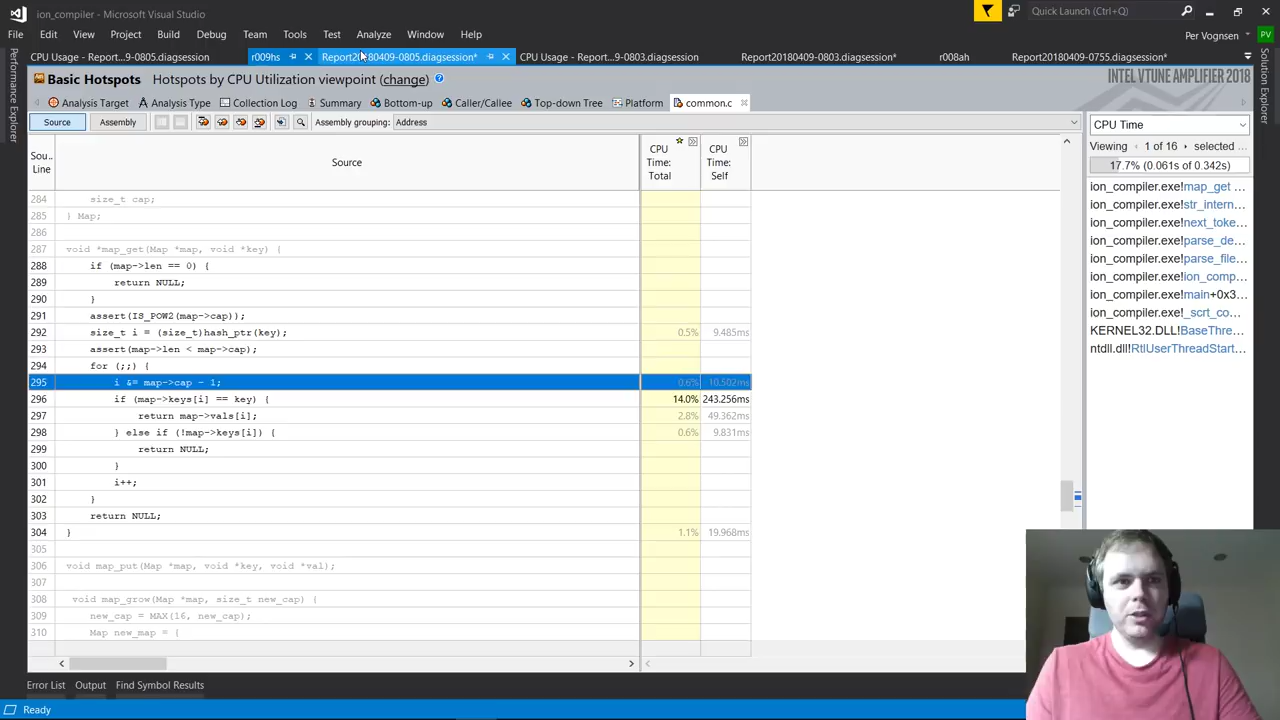 ion_compiler - Microsoft Visual Studio
Quick Launch (Ctrl+Q)
File Edit View Project Build Debug Team Tools Test Analyze Window Help
Per Vognsen PV
CPU Usage - Report...9-0805.diagsession r009hs Report20180409-0805.diagsession* CPU Usage - Report...9-0803.diagsession Report20180409-0803.diagsession* r008ah Report20180409-0755.diagsession*
Performance Explorer
Solution Explorer
Basic Hotspots Hotspots by CPU Utilization viewpoint (change) ?
INTEL VTUNE AMPLIFIER 2018
Analysis Target Analysis Type Collection Log Summary Bottom-up Caller/Callee Top-down Tree Platform common.c
Source Assembly Assembly grouping: Address
Sou.. Line Source CPU Time: Total CPU Time: Self
284 size_t cap;
285 } Map;
286
287 void *map_get(Map *map, void *key) {
288 if (map->len == 0) {
289 return NULL;
290 }
291 assert(IS_POW2(map->cap));
292 size_t i = (size_t)hash_ptr(key); 0.5% 9.485ms
293 assert(map->len < map->cap);
294 for (;;) {
295 i &= map->cap - 1; 0.6% 10.502ms
296 if (map->keys[i] == key) { 14.0% 243.256ms
297 return map->vals[i]; 2.8% 49.362ms
298 } else if (!map->keys[i]) { 0.6% 9.831ms
299 return NULL;
300 }
301 i++;
302 }
303 return NULL;
304 } 1.1% 19.968ms
305
306 void map_put(Map *map, void *key, void *val);
307
308 void map_grow(Map *map, size_t new_cap) {
309 new_cap = MAX(16, new_cap);
310 Map new_map = {
CPU Time
Viewing 1 of 16 selected ...
17.7% (0.061s of 0.342s)
ion_compiler.exe!map_get ...
ion_compiler.exe!str_intern...
ion_compiler.exe!next_toke...
ion_compiler.exe!parse_de...
ion_compiler.exe!parse_file...
ion_compiler.exe!ion_comp...
ion_compiler.exe!main+0x3...
ion_compiler.exe!_scrt_co...
KERNEL32.DLL!BaseThre...
ntdll.dll!RtlUserThreadStart...
Error List Output Find Symbol Results
Ready